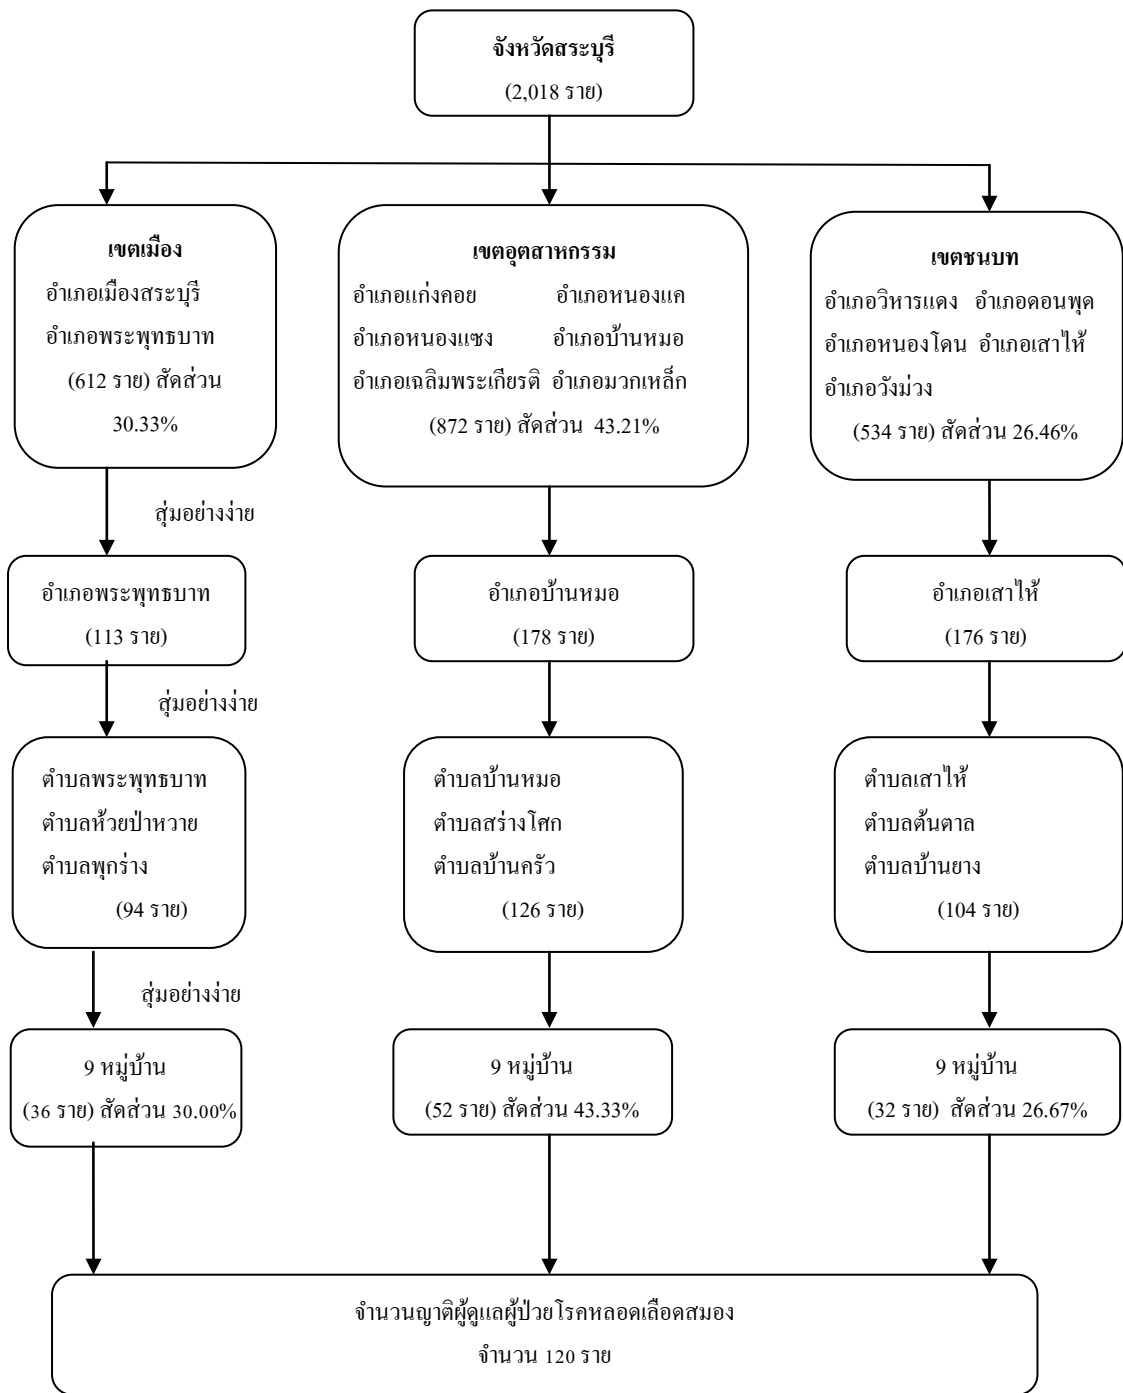 จังหวัดสระบุรี
(2,018 ราย)
เขตเมือง
อำเภอเมืองสระบุรี
อำเภอพระพุทธบาท
(612 ราย) สัดส่วน
30.33%
เขตอุตสาหกรรม
อำเภอแก่งคอย อำเภอหนองแค
อำเภอหนองแซง อำเภอบ้านหมอ
อำเภอเฉลิมพระเกียรติ อำเภอมวกเหล็ก
(872 ราย) สัดส่วน 43.21%
เขตชนบท
อำเภอวิหารแดง อำเภอดอนพุด
อำเภอหนองโดน อำเภอเสาไห้
อำเภอวังม่วง
(534 ราย) สัดส่วน 26.46%
สุ่มอย่างง่าย
อำเภอพระพุทธบาท
(113 ราย)
อำเภอบ้านหมอ
(178 ราย)
อำเภอเสาไห้
(176 ราย)
สุ่มอย่างง่าย
ตำบลพระพุทธบาท
ตำบลห้วยป่าหวาย
ตำบลพุกร่าง
(94 ราย)
ตำบลบ้านหมอ
ตำบลสร่างโศก
ตำบลบ้านครัว
(126 ราย)
ตำบลเสาไห้
ตำบลต้นตาล
ตำบลบ้านยาง
(104 ราย)
สุ่มอย่างง่าย
9 หมู่บ้าน
(36 ราย) สัดส่วน 30.00%
9 หมู่บ้าน
(52 ราย) สัดส่วน 43.33%
9 หมู่บ้าน
(32 ราย) สัดส่วน 26.67%
จำนวนญาติผู้ดูแลผู้ป่วยโรคหลอดเลือดสมอง
จำนวน 120 ราย